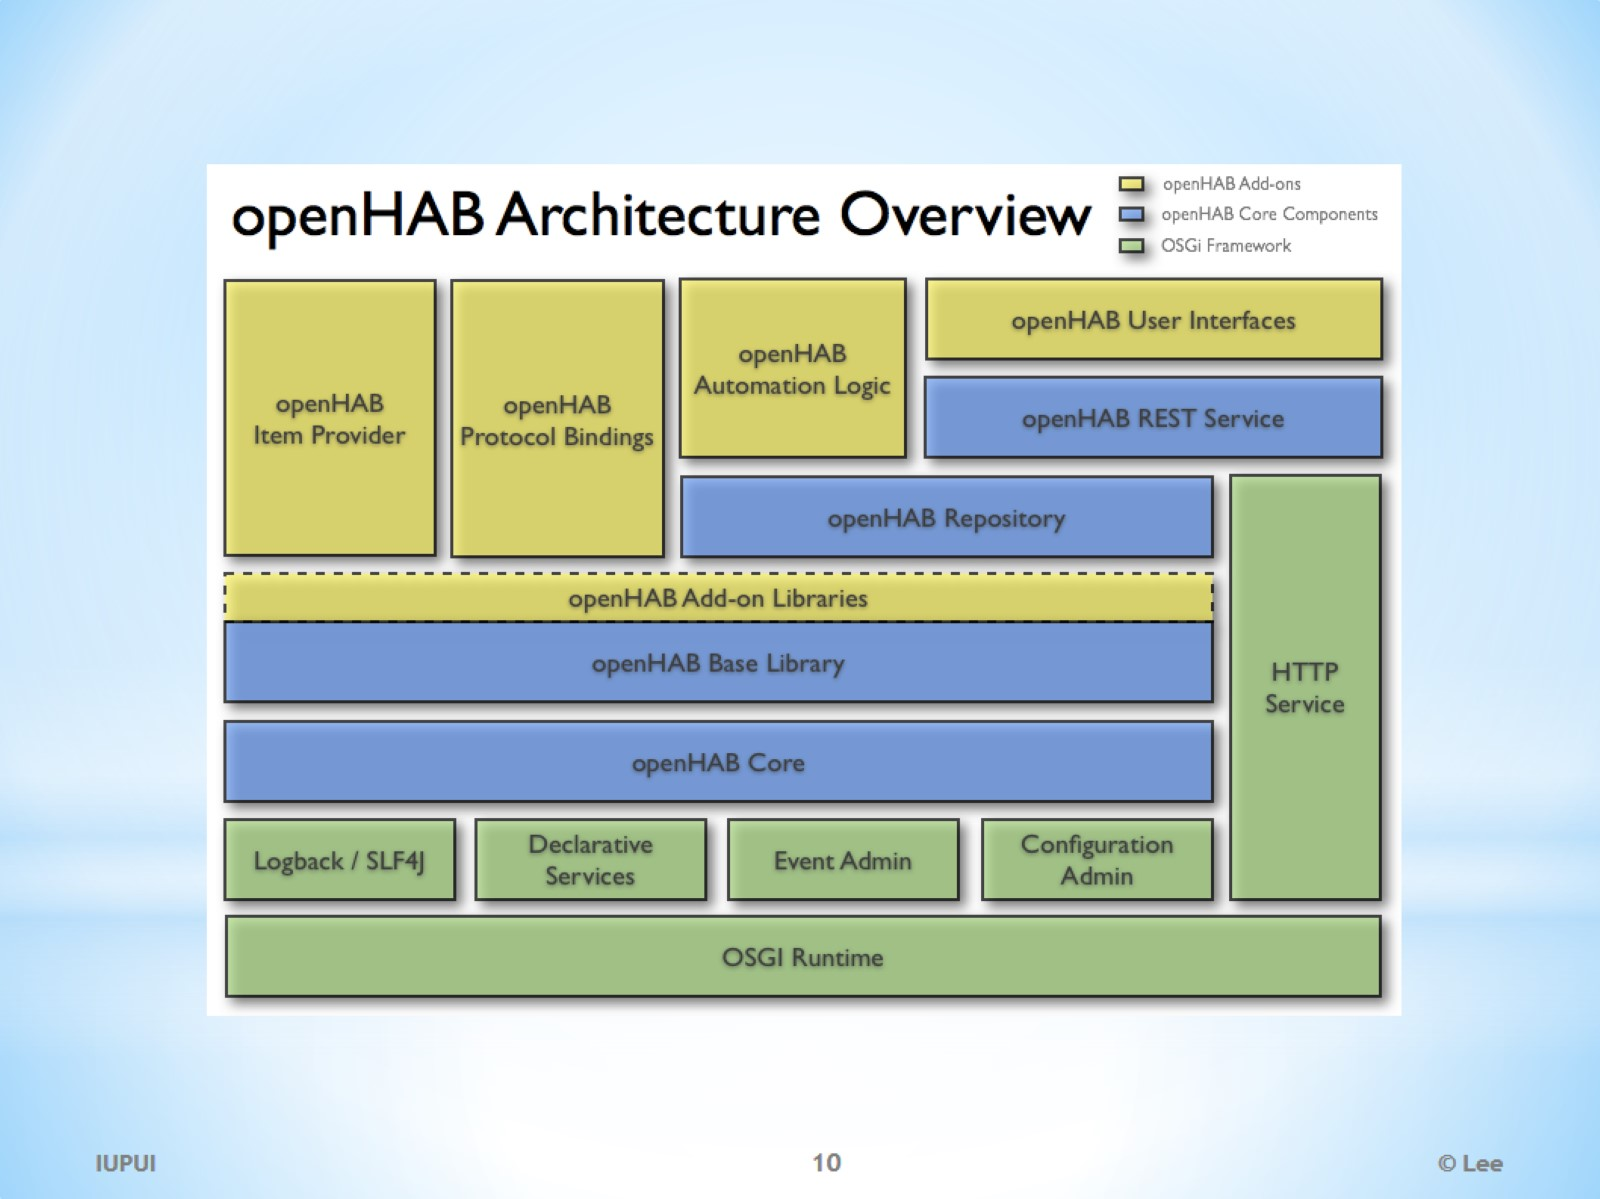 openHAB Architecture Overview
openHAB Add-ons
openHAB Core Components
OSGi Framework
openHAB
Item Provider
openHAB
Protocol Bindings
openHAB
Automation Logic
openHAB User Interfaces
openHAB REST Service
openHAB Repository
openHAB Add-on Libraries
openHAB Base Library
HTTP
Service
openHAB Core
Logback / SLF4J
Declarative
Services
Event Admin
Configuration
Admin
OSGI Runtime
IUPUI
10
© Lee